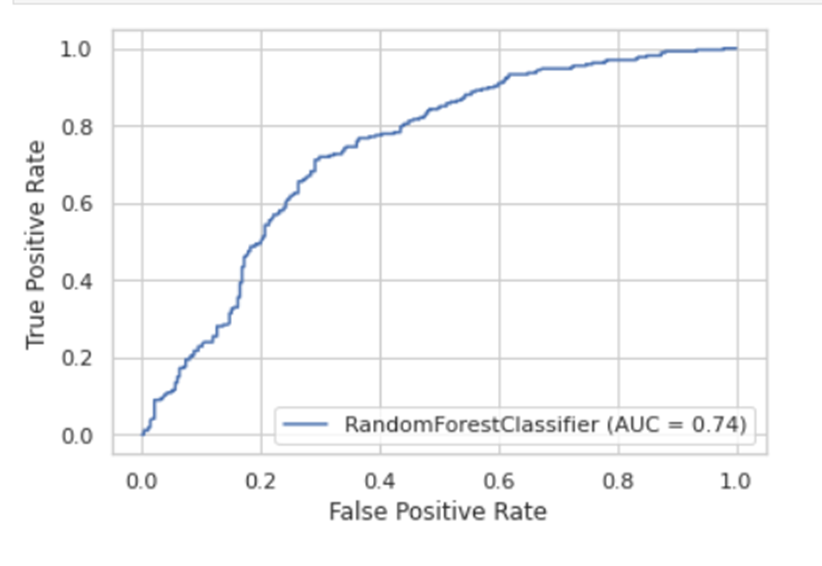 1.0
0.8
0.6
0.4
0.2
0.0
True Positive Rate
RandomForestClassifier (AUC = 0.74)
0.0 0.2 0.4 0.6 0.8 1.0
False Positive Rate